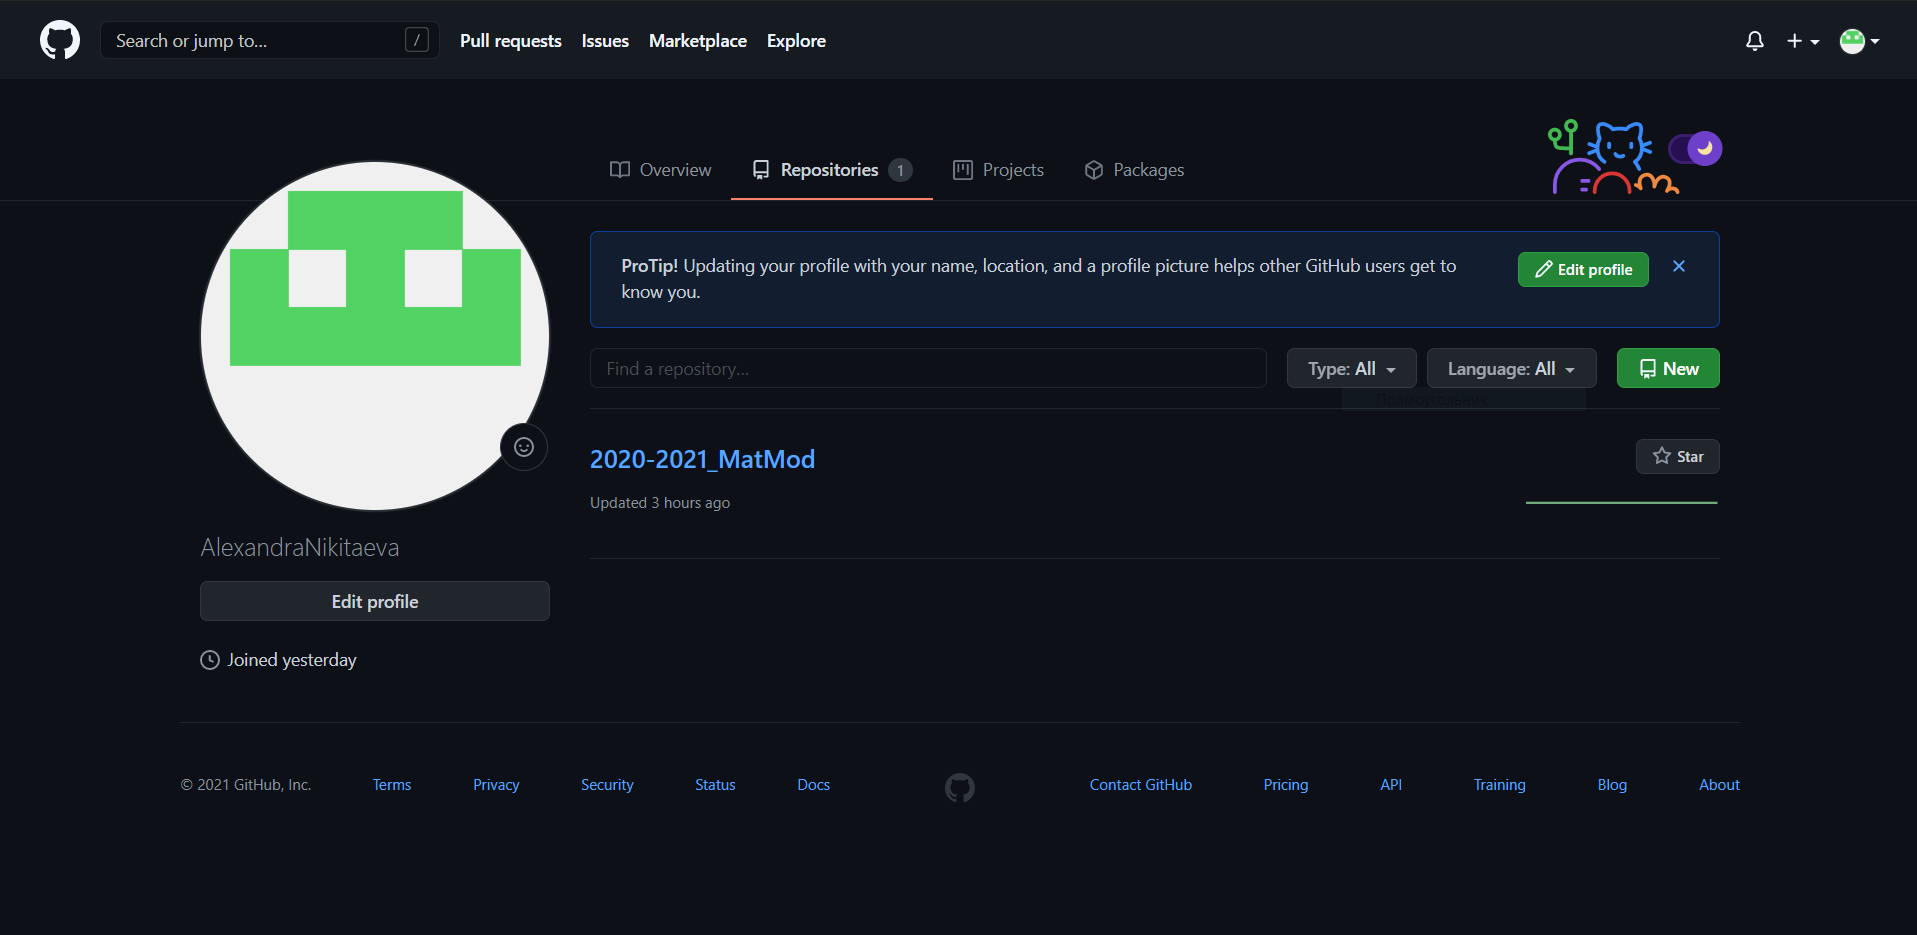 Search or jump to...
/
Pull requests
Issues
Marketplace
Explore
Overview
Repositories 1
Projects
Packages
ProTip! Updating your profile with your name, location, and a profile picture helps other GitHub users get to
know you.
Edit profile
Find a repository...
Type: All
Language: All
New
Прямоугольник
2020-2021_MatMod
Star
Updated 3 hours ago
AlexandraNikitaeva
Edit profile
Joined yesterday
© 2021 GitHub, Inc.
Terms
Privacy
Security
Status
Docs
Contact GitHub
Pricing
API
Training
Blog
About